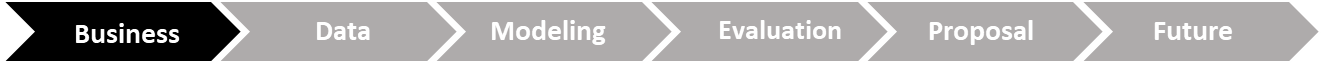 Business Data Modeling Evaluation Proposal Future